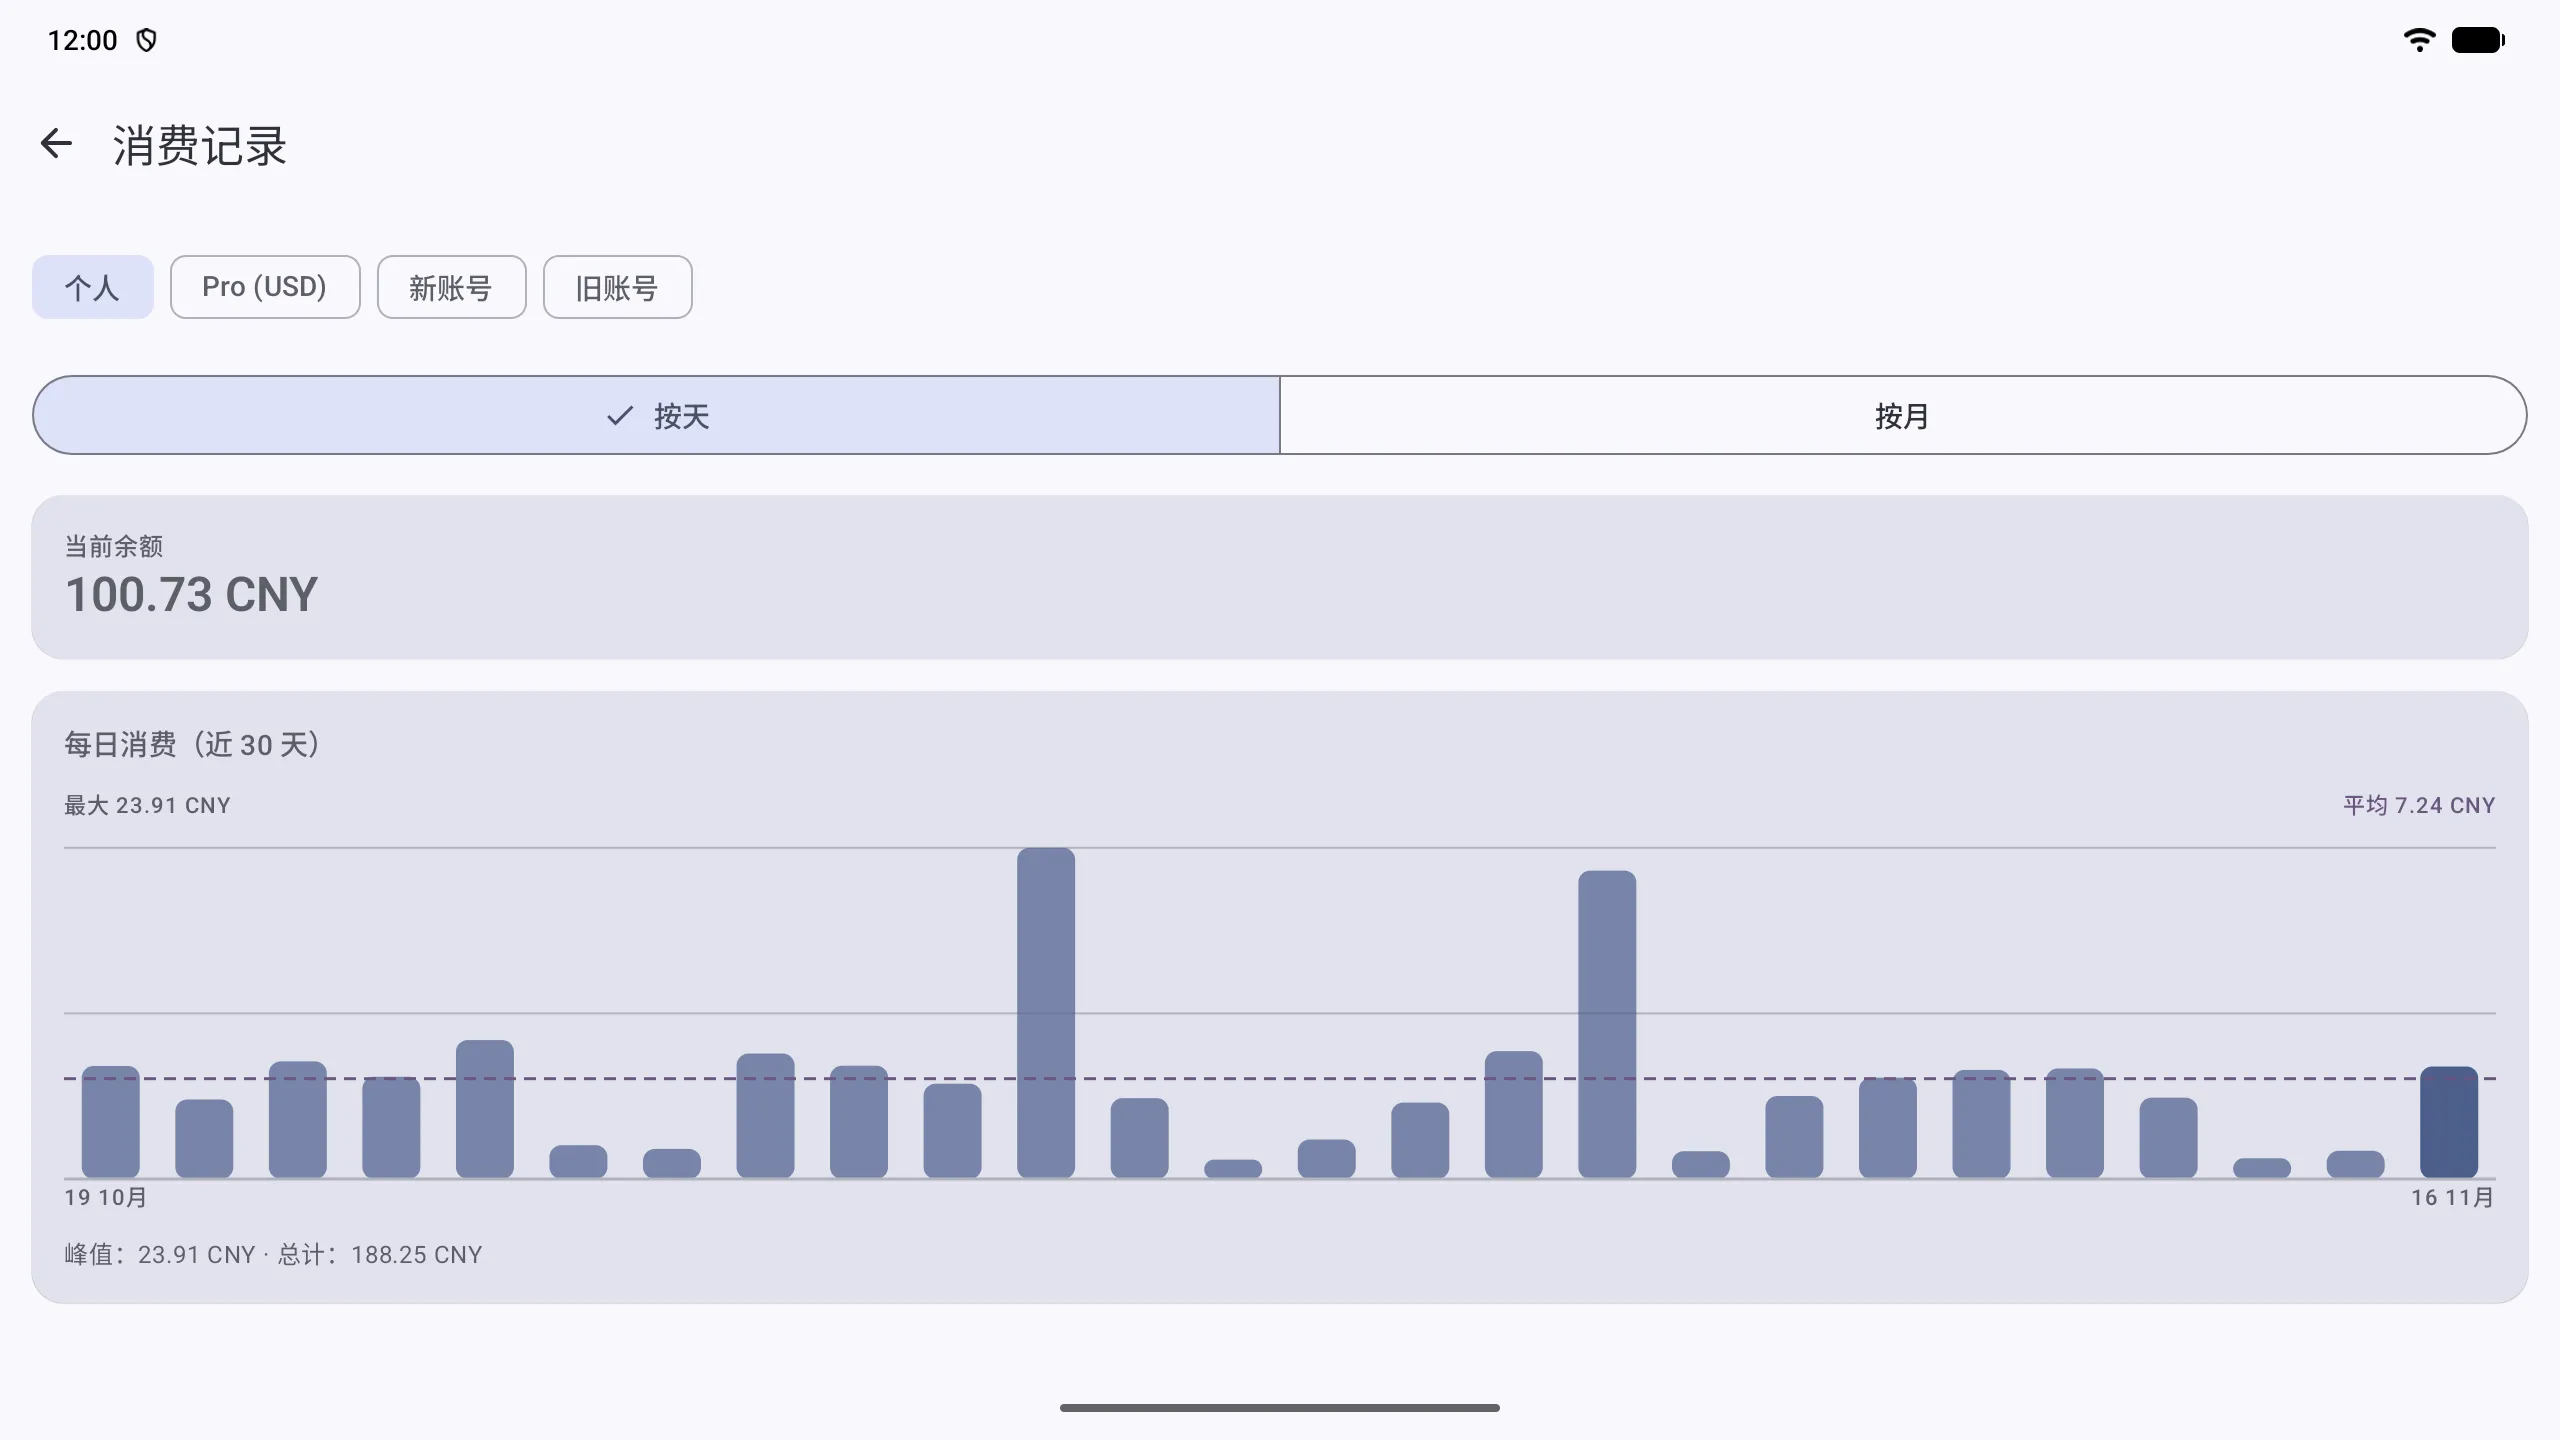 12:00
消费记录
个人
Pro (USD)
新账号
旧账号
按天
按月
当前余额
100.73 CNY
每日消费（近 30 天）
最大 23.91 CNY
平均 7.24 CNY
19 10月
16 11月
峰值：23.91 CNY · 总计：188.25 CNY